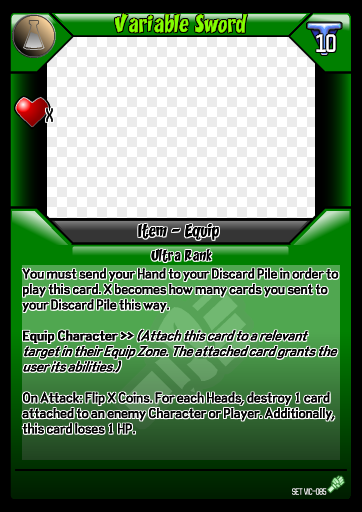 Variable Sword
10
X
Item - Equip
Ultra Rank
You must send your Hand to your Discard Pile in order to
play this card. X becomes how many cards you sent to
your Discard Pile this way.
Equip Character >> (Attach this card to a relevant
target in their Equip Zone. The attached card grants the
user its abilities.)
On Attack: Flip X Coins. For each Heads, destroy 1 card
attached to an enemy Character or Player. Additionally,
this card loses 1 HP.
SET VIC-085